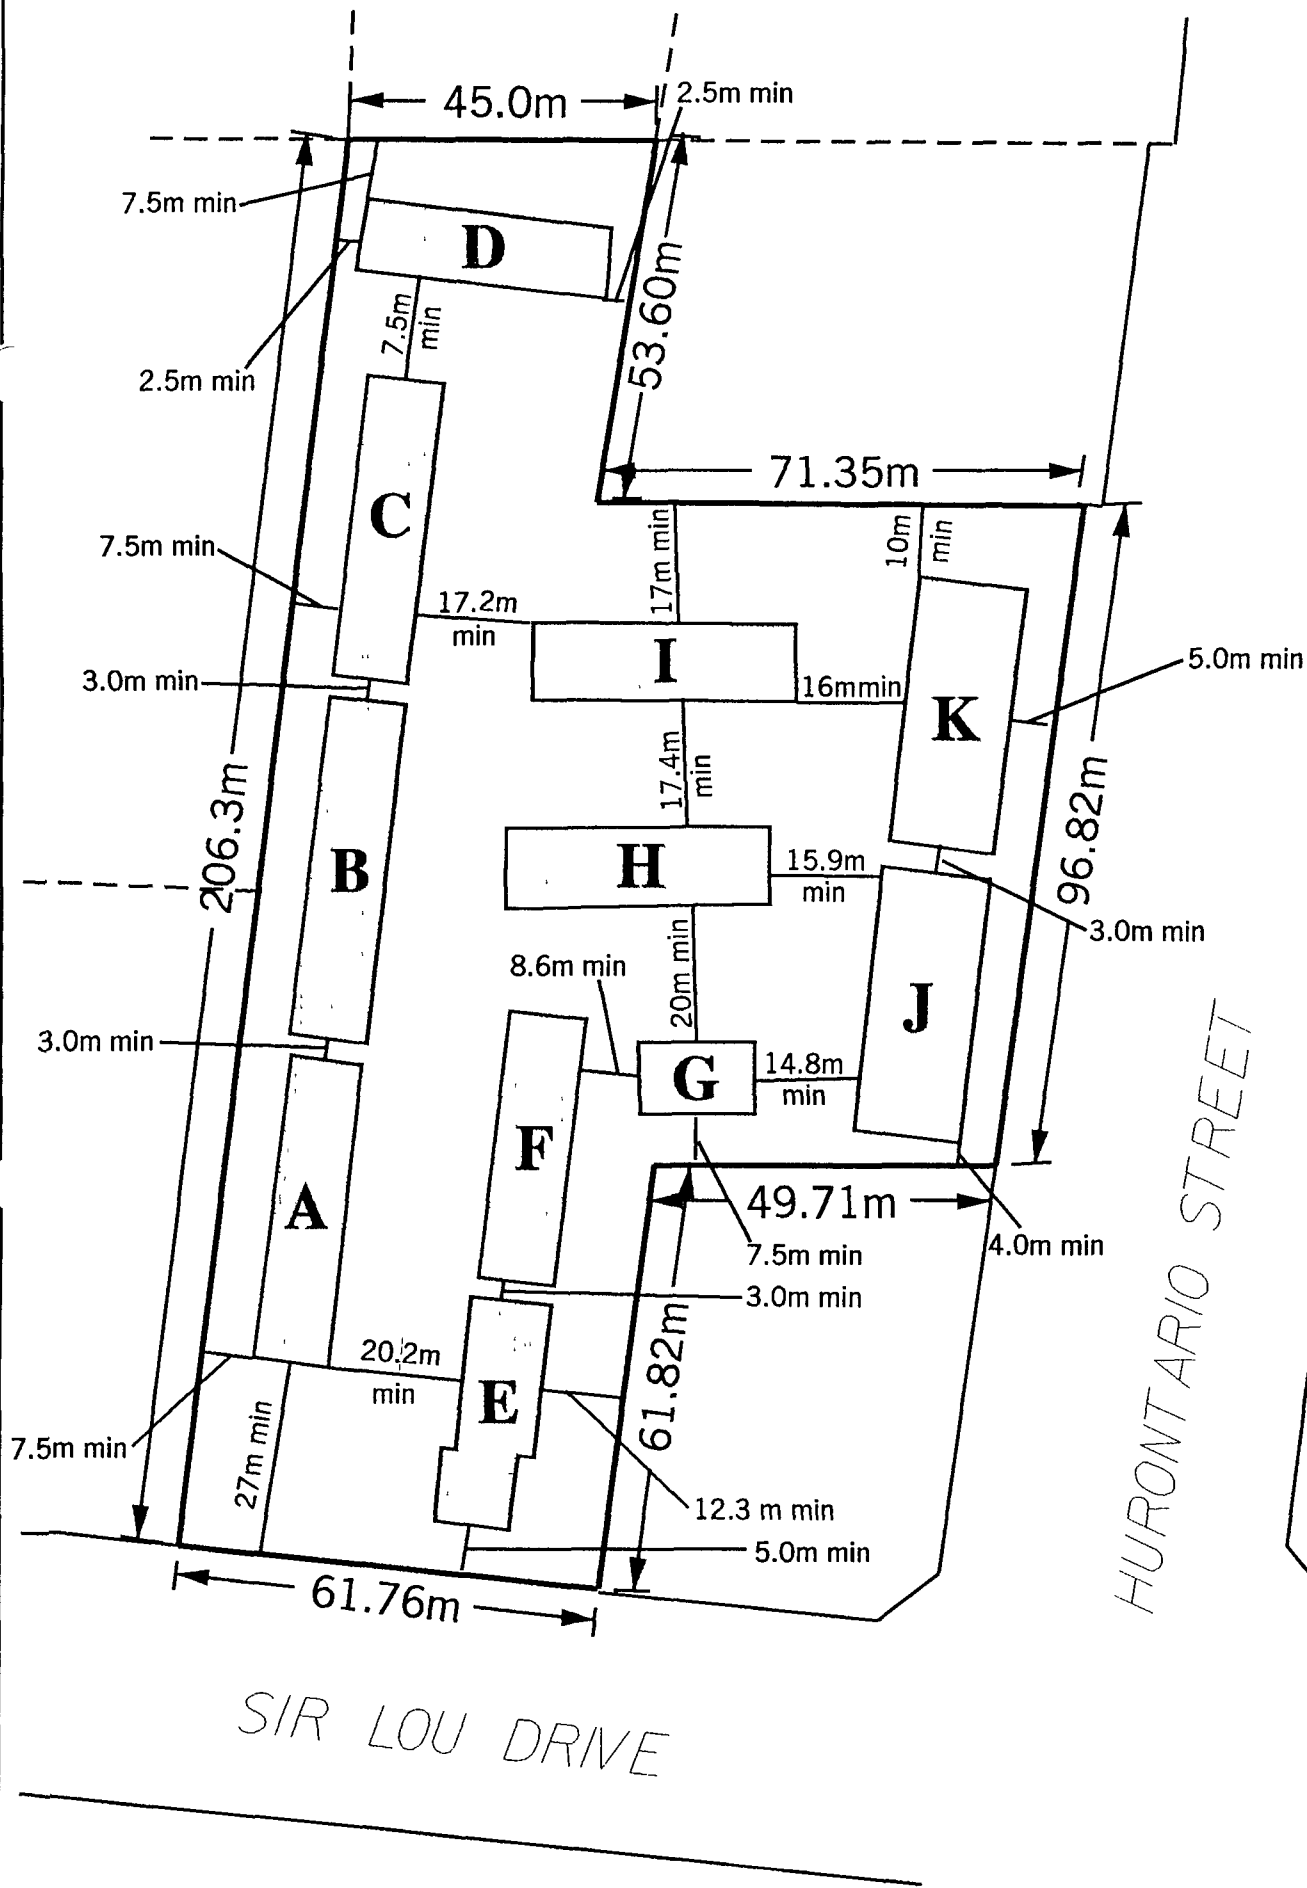 45.0m
2.5m min
7.5m min
D
53.60m
7.5m
min
2.5m min
71.35m
C
17m min
10m
min
7.5m min
17.2m
min
I
5.0m min
3.0m min
16mmin
K
17.4m
min
206.3m
96.82m
B
H
15.9m
min
3.0m min
20m min
8.6m min
J
3.0m min
G
14.8m
min
F
A
49.71m
4.0m min
7.5m min
3.0m min
20.2m
min
E
61.82m
7.5m min
27m min
12.3 m min
5.0m min
61.76m
HURONTARIO STREET
SIR LOU DRIVE